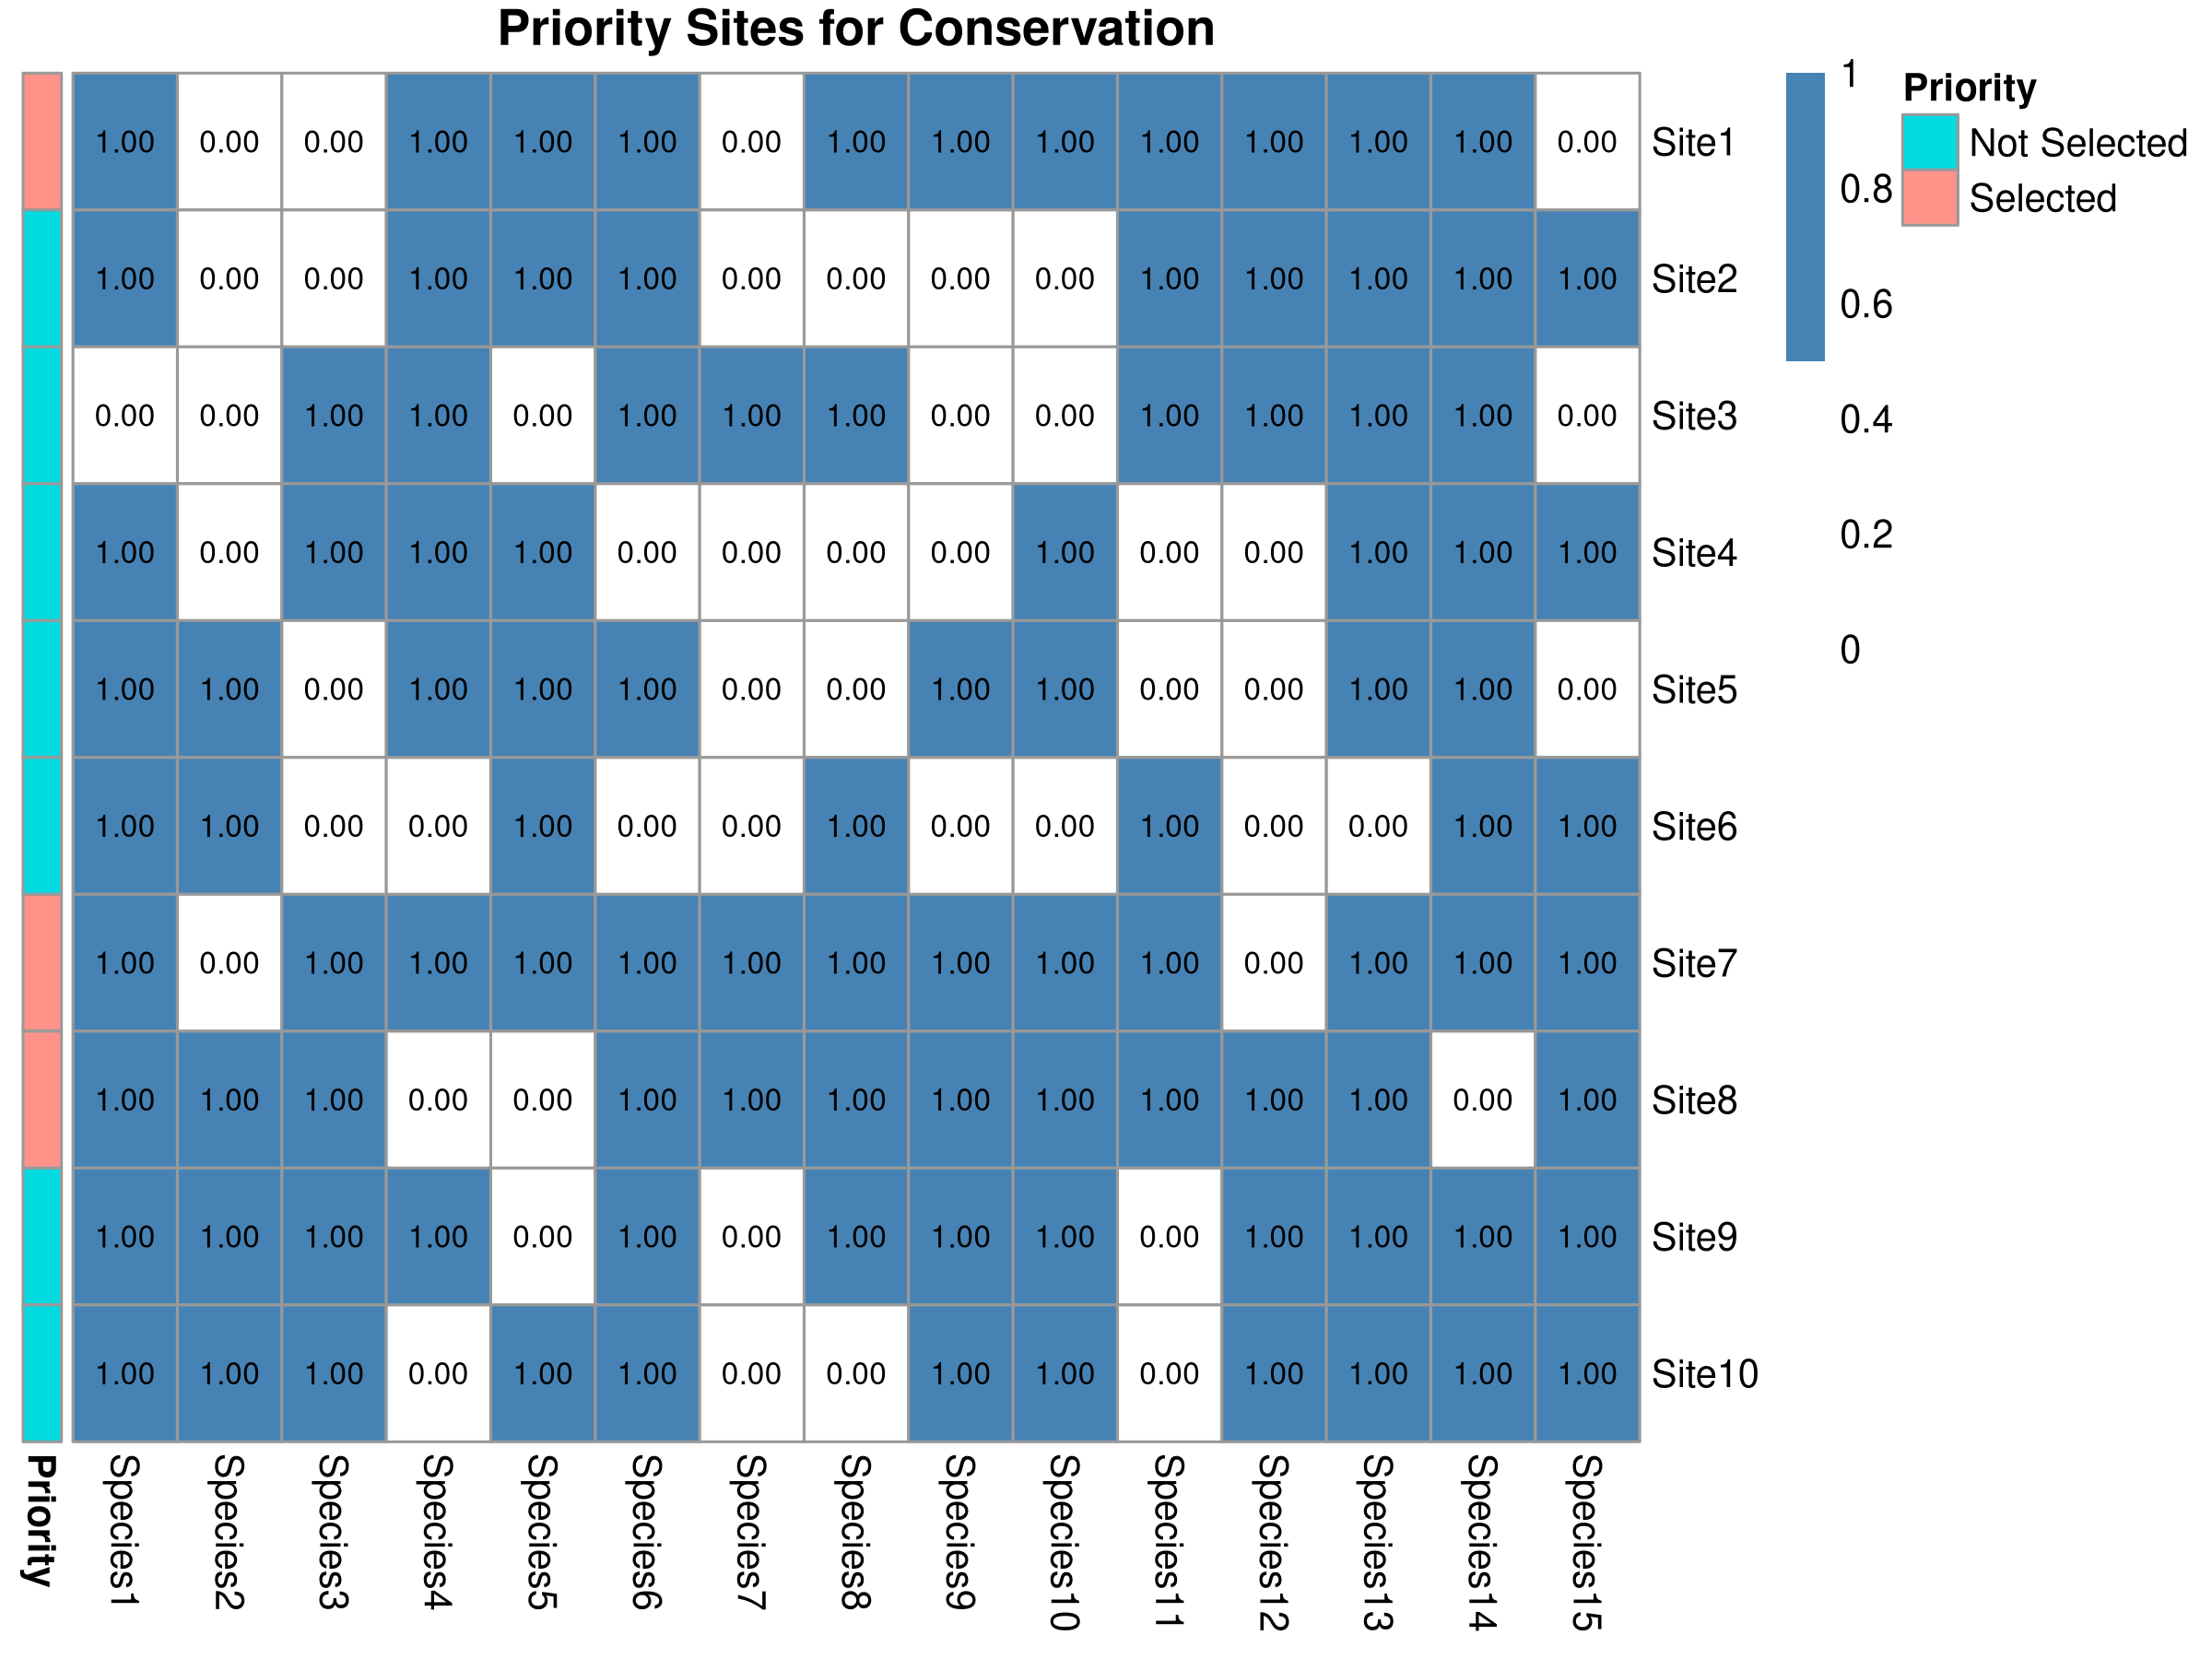 Priority Sites for Conservation
1.00 0.00 0.00 1.00 1.00 1.00 0.00 1.00 1.00 1.00 1.00 1.00 1.00 1.00 0.00 Site1
1.00 0.00 0.00 1.00 1.00 1.00 0.00 0.00 0.00 0.00 1.00 1.00 1.00 1.00 1.00 Site2
0.00 0.00 1.00 1.00 0.00 1.00 1.00 1.00 0.00 0.00 1.00 1.00 1.00 1.00 0.00 Site3
1.00 0.00 1.00 1.00 1.00 0.00 0.00 0.00 0.00 1.00 0.00 0.00 1.00 1.00 1.00 Site4
1.00 1.00 0.00 1.00 1.00 1.00 0.00 0.00 1.00 1.00 0.00 0.00 1.00 1.00 0.00 Site5
1.00 1.00 0.00 0.00 1.00 0.00 0.00 1.00 0.00 0.00 1.00 0.00 0.00 1.00 1.00 Site6
1.00 0.00 1.00 1.00 1.00 1.00 1.00 1.00 1.00 1.00 1.00 0.00 1.00 1.00 1.00 Site7
1.00 1.00 1.00 0.00 0.00 1.00 1.00 1.00 1.00 1.00 1.00 1.00 1.00 0.00 1.00 Site8
1.00 1.00 1.00 1.00 0.00 1.00 0.00 1.00 1.00 1.00 0.00 1.00 1.00 1.00 1.00 Site9
1.00 1.00 1.00 0.00 1.00 1.00 0.00 0.00 1.00 1.00 0.00 1.00 1.00 1.00 1.00 Site10
Priority
Species1
Species2
Species3
Species4
Species5
Species6
Species7
Species8
Species9
Species10
Species11
Species12
Species13
Species14
Species15
1
0.8
0.6
0.4
0.2
0
Priority
Not Selected
Selected